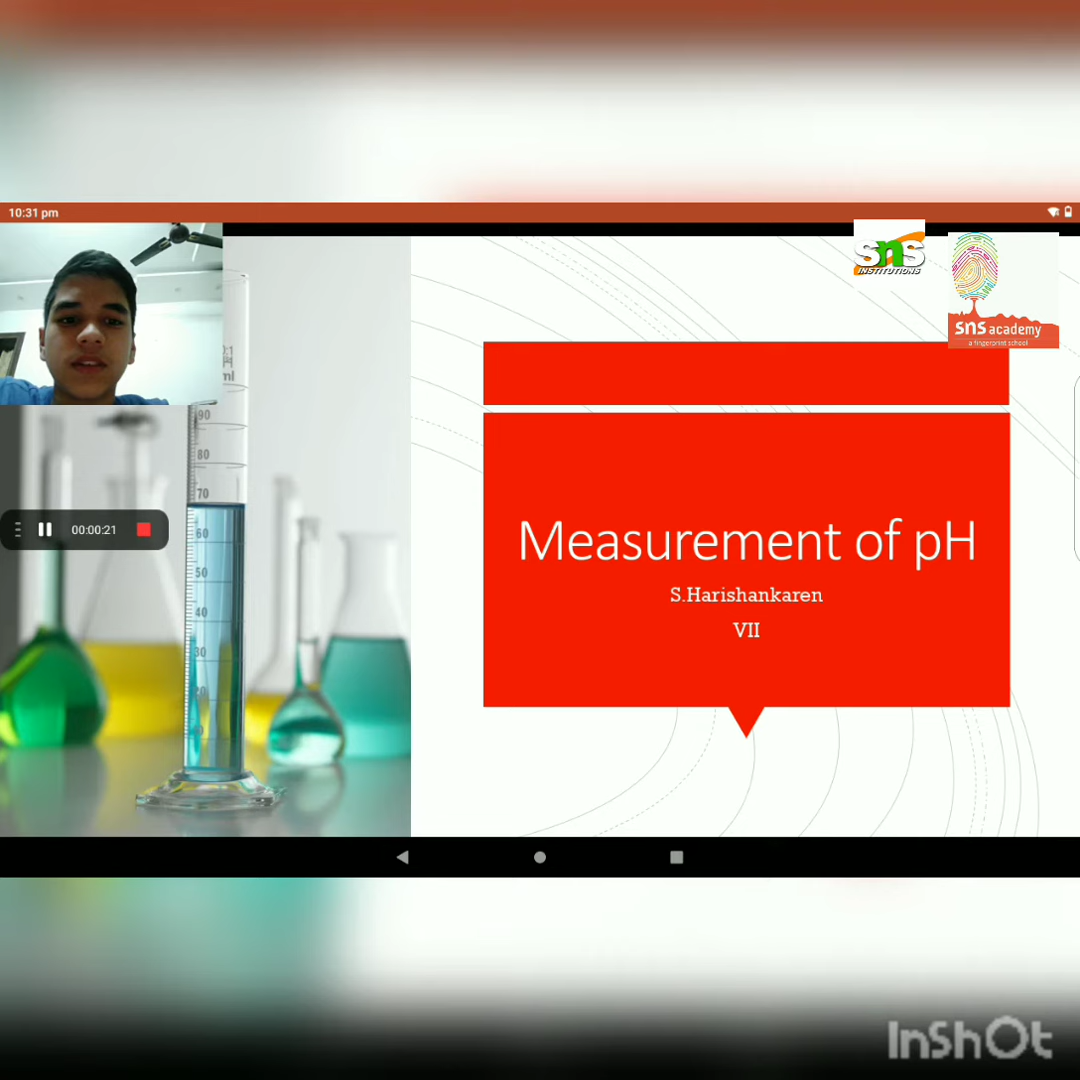 10:31 pm
SNS
INSTITUTIONS
sns academy
a fingerprint school
ml
90
80
70
60
50
40
30
20
00:00:21
Measurement of pH
S.Harishankaren
VII
InShOt